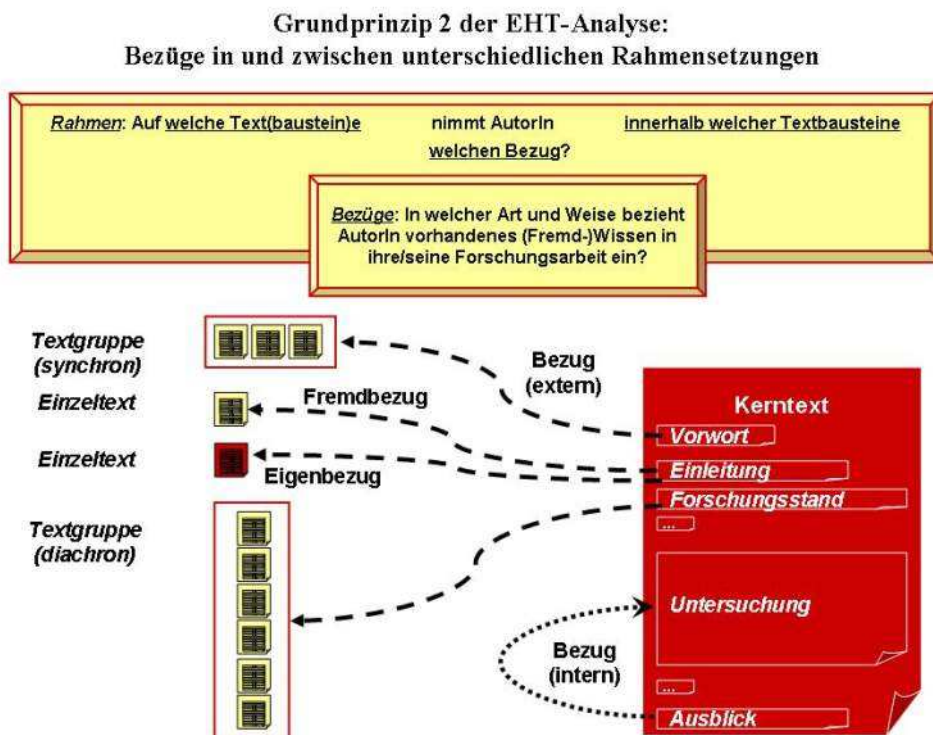 Grundprinzip 2 der EHT-Analyse:
Bezüge in und zwischen unterschiedlichen Rahmensetzungen
Rahmen: Auf welche Text(baustein)e nimmt AutorIn innerhalb welcher Textbausteine
welchen Bezug?
Bezüge: In welcher Art und Weise bezieht
AutorIn vorhandenes (Fremd-)Wissen in
ihre/seine Forschungsarbeit ein?
Textgruppe
(synchron)
Einzeltext
Einzeltext
Textgruppe
(diachron)
Bezug
(extern)
Fremdbezug
Eigenbezug
Bezug
(intern)
Kerntext
Vorwort
Einleitung
Forschungsstand
...
Untersuchung
...
Ausblick